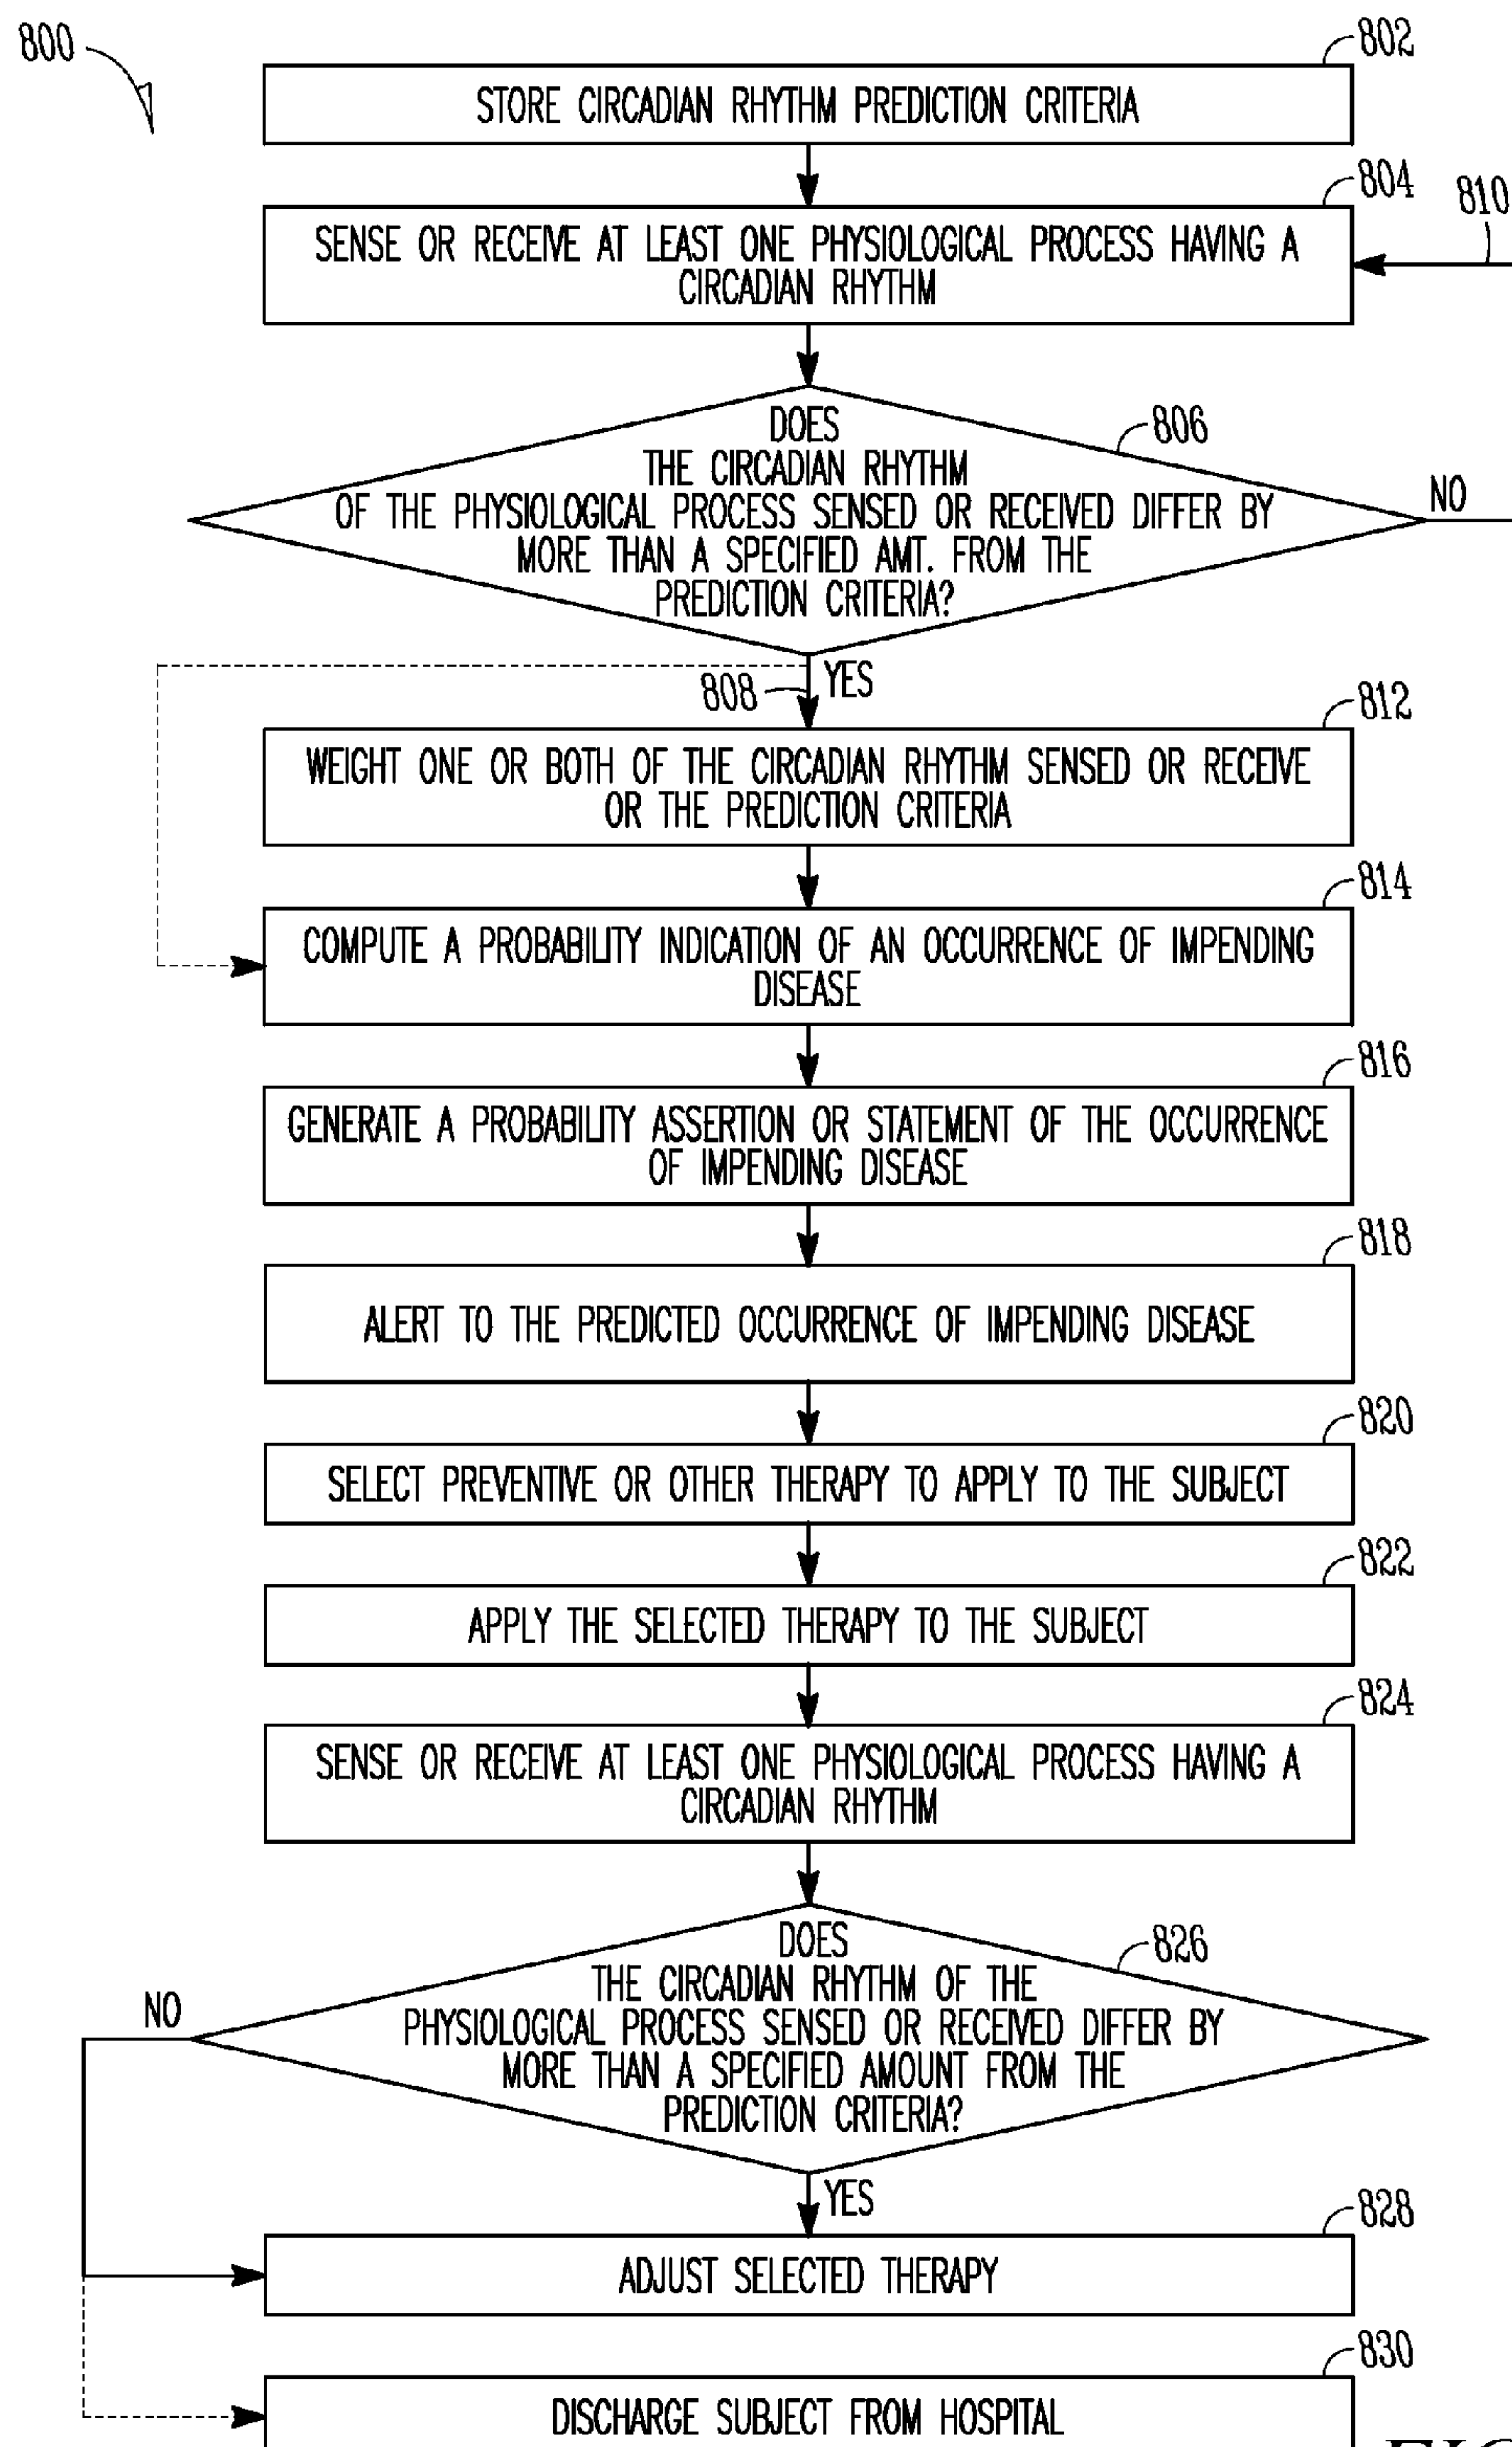 800
802
STORE CIRCADIAN RHYTHM PREDICTION CRITERIA
804
810
SENSE OR RECEIVE AT LEAST ONE PHYSIOLOGICAL PROCESS HAVING A
CIRCADIAN RHYTHM
806
DOES
THE CIRCADIAN RHYTHM
OF THE PHYSIOLOGICAL PROCESS SENSED OR RECEIVED DIFFER BY
MORE THAN A SPECIFIED AMT. FROM THE
PREDICTION CRITERIA?
NO
808
YES
812
WEIGHT ONE OR BOTH OF THE CIRCADIAN RHYTHM SENSED OR RECEIVE
OR THE PREDICTION CRITERIA
814
COMPUTE A PROBABILITY INDICATION OF AN OCCURRENCE OF IMPENDING
DISEASE
816
GENERATE A PROBABILITY ASSERTION OR STATEMENT OF THE OCCURRENCE
OF IMPENDING DISEASE
818
ALERT TO THE PREDICTED OCCURRENCE OF IMPENDING DISEASE
820
SELECT PREVENTIVE OR OTHER THERAPY TO APPLY TO THE SUBJECT
822
APPLY THE SELECTED THERAPY TO THE SUBJECT
824
SENSE OR RECEIVE AT LEAST ONE PHYSIOLOGICAL PROCESS HAVING A
CIRCADIAN RHYTHM
826
DOES
THE CIRCADIAN RHYTHM OF THE
PHYSIOLOGICAL PROCESS SENSED OR RECEIVED DIFFER BY
MORE THAN A SPECIFIED AMOUNT FROM THE
PREDICTION CRITERIA?
NO
YES
828
ADJUST SELECTED THERAPY
830
DISCHARGE SUBJECT FROM HOSPITAL